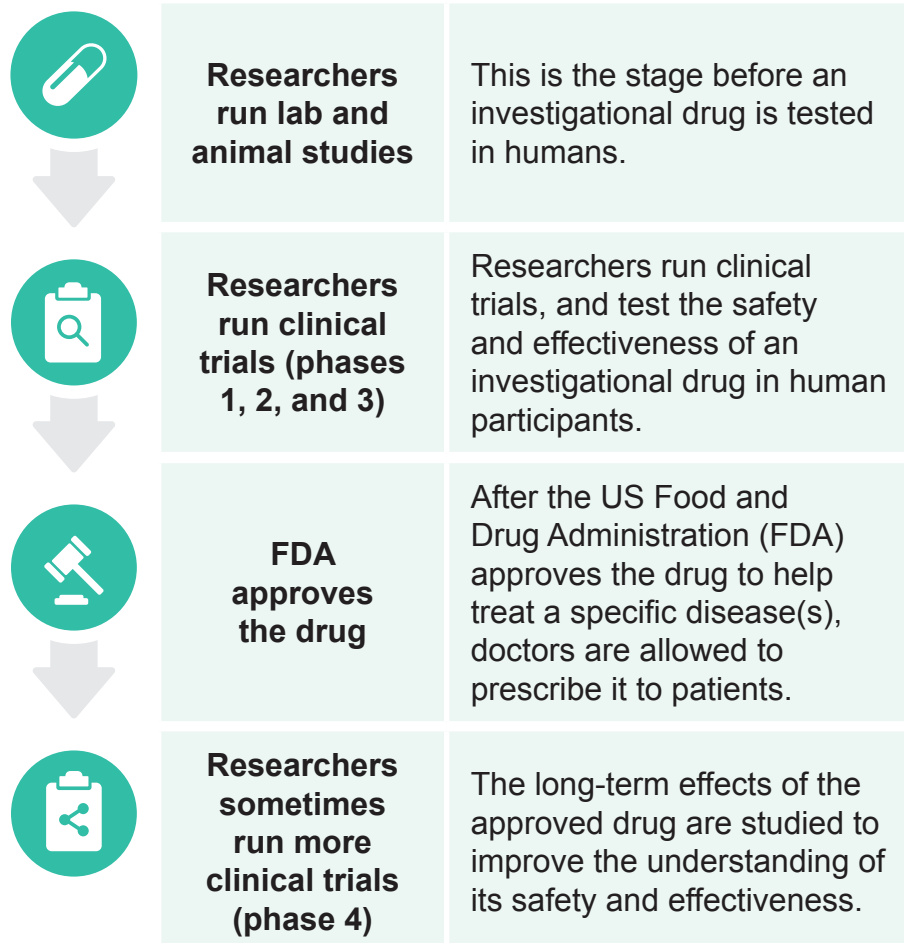 Researchers
run lab and
animal studies
This is the stage before an
investigational drug is tested
in humans.
Researchers
run clinical
trials (phases
1, 2, and 3)
Researchers run clinical
trials, and test the safety
and effectiveness of an
investigational drug in human
participants.
FDA
approves
the drug
After the US Food and
Drug Administration (FDA)
approves the drug to help
treat a specific disease(s),
doctors are allowed to
prescribe it to patients.
Researchers
sometimes
run more
clinical trials
(phase 4)
The long-term effects of the
approved drug are studied to
improve the understanding of
its safety and effectiveness.